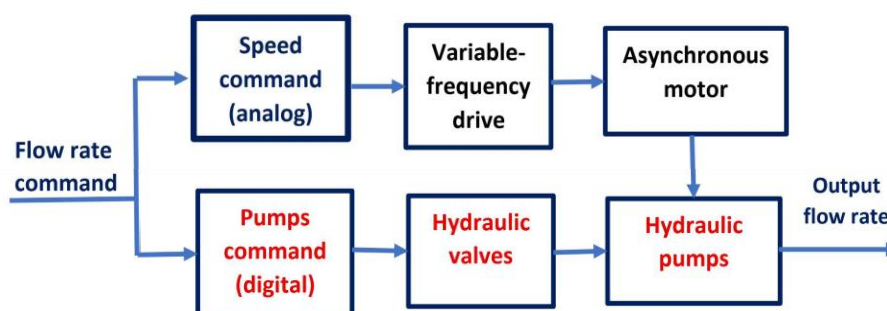 Speed
command
(analog)
Variable-
frequency
drive
Asynchronous
motor
Flow rate
command
Pumps
command
(digital)
Hydraulic
valves
Hydraulic
pumps
Output
flow rate